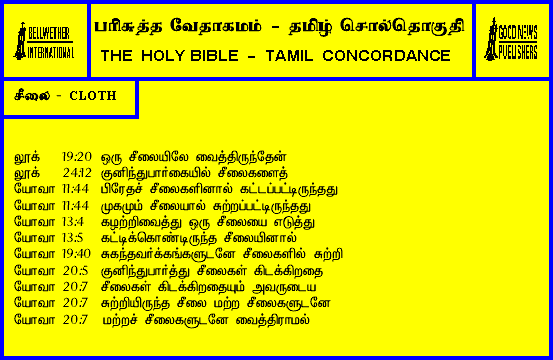 BELLWETHER
INTERNATIONAL
பரிசுத்த வேதாகமம் - தமிழ் சொல்தொகுதி
THE HOLY BIBLE - TAMIL CONCORDANCE
GOOD NEWS
PUBLISHERS
சீலை - CLOTH
லூக் 19:20 ஒரு சீலையிலே வைத்திருந்தேன்
லூக் 24:12 குனிந்துபார்கையில் சீலைகளைத்
யோவா 11:44 பிரேதச் சீலைகளினால் கட்டப்பட்டிருந்தது
யோவா 11:44 முகமும் சீலையால் சுற்றப்பட்டிருந்தது
யோவா 13:4 கழற்றிவைத்து ஒரு சீலையை எடுத்து
யோவா 13:5 கட்டிக்கொண்டிருந்த சீலையினால்
யோவா 19:40 சுகந்தவர்க்கங்களுடனே சீலைகளில் சுற்றி
யோவா 20:5 குனிந்துபார்த்து சீலைகள் கிடக்கிறதை
யோவா 20:7 சீலைகள் கிடக்கிறதையும் அவருடைய
யோவா 20:7 சுற்றியிருந்த சீலை மற்ற சீலைகளுடனே
யோவா 20:7 மற்றச் சீலைகளுடனே வைத்திராமல்